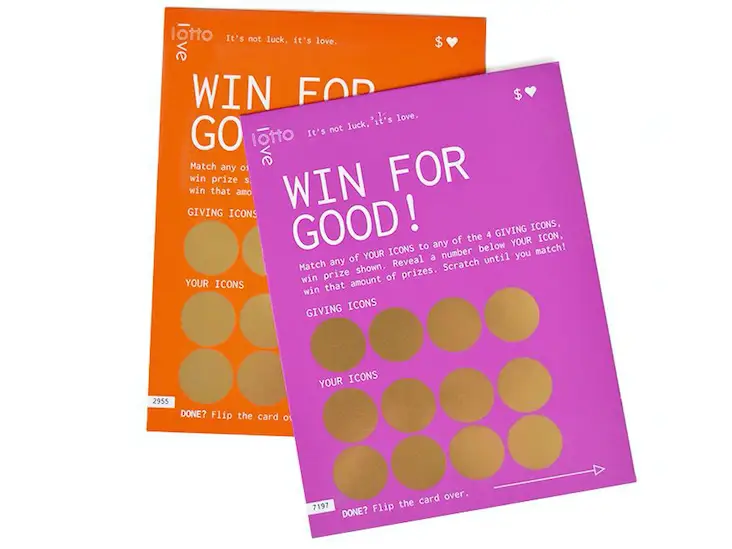 lotto
love
It's not luck, it's love.
$♥
WIN FOR
GO
Match any of
win prize s
win that amo
GIVING ICONS
YOUR ICONS
2955
DONE? Flip the card ov
lotto
love
It's not luck, it's love.
$♥
WIN FOR
GOOD!
Match any of YOUR ICONS to any of the 4 GIVING ICONS,
win prize shown. Reveal a number below YOUR ICON,
win that amount of prizes. Scratch until you match!
GIVING ICONS
YOUR ICONS
7197
DONE? Flip the card over.